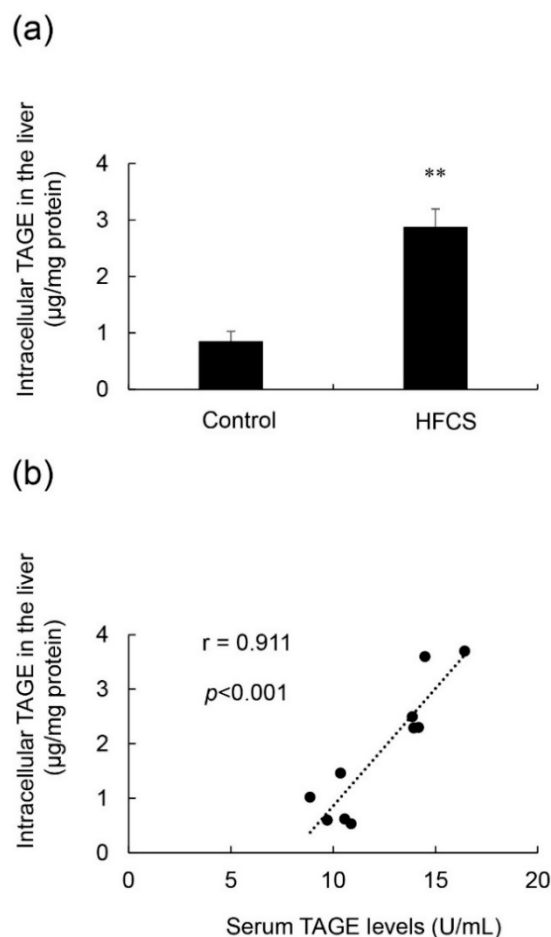 (a)
Intracellular TAGE in the liver
(μg/mg protein)
4
3
2
1
0
**
Control
HFCS
(b)
Intracellular TAGE in the liver
(μg/mg protein)
4
3
2
1
0
r = 0.911
p<0.001
0
5
10
15
20
Serum TAGE levels (U/mL)